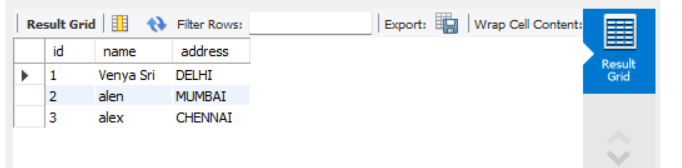 Result Grid Filter Rows: Export: Wrap Cell Content:
id name address
1 Venya Sri DELHI
2 alen MUMBAI
3 alex CHENNAI
Result
Grid